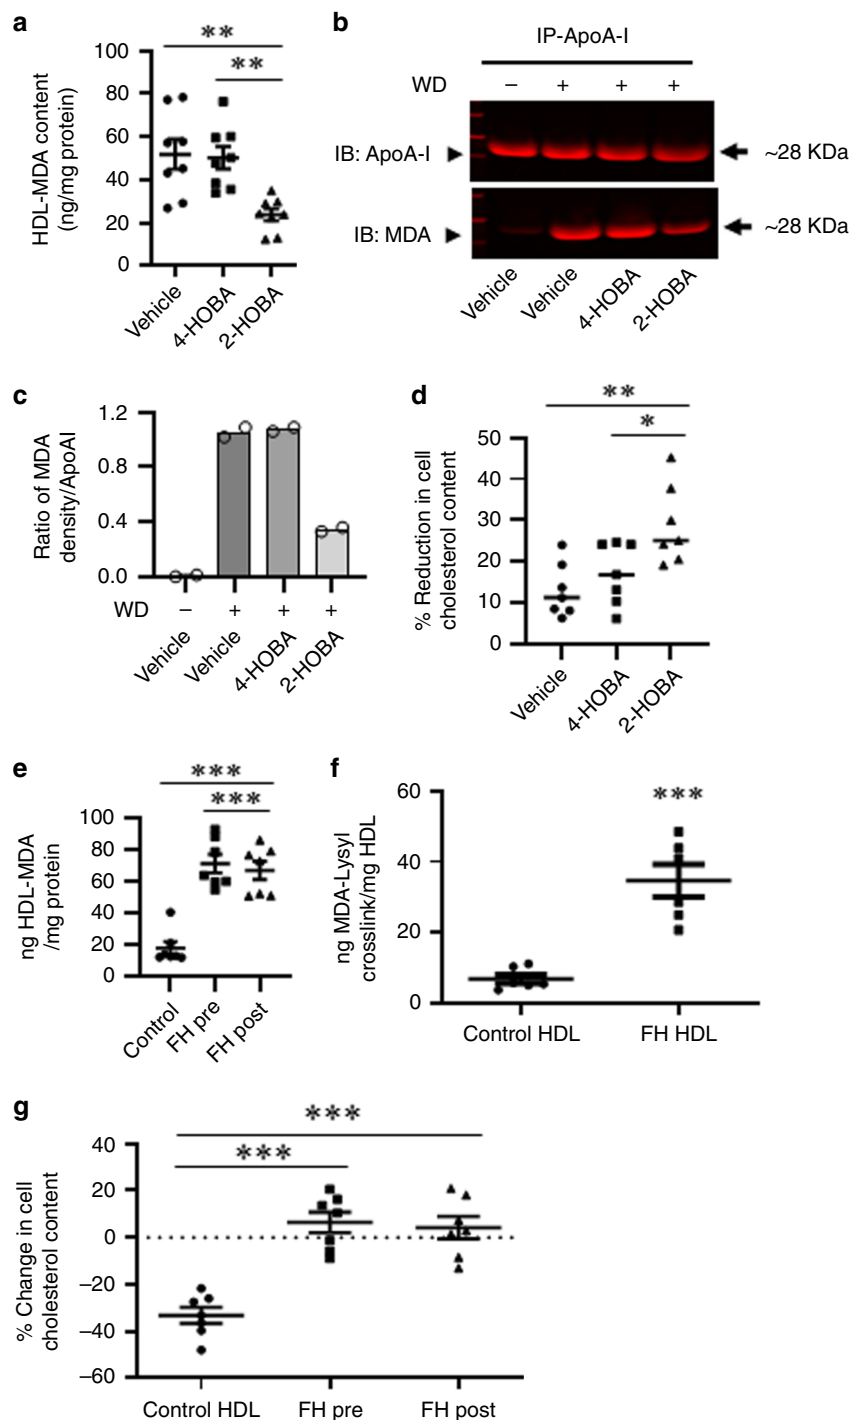 a
**
**
HDL-MDA content
(ng/mg protein)
100
80
60
40
20
0
Vehicle
4-HOBA
2-HOBA
b
IP-ApoA-I
WD − + + +
IB: ApoA-I
~28 KDa
IB: MDA
~28 KDa
Vehicle
Vehicle
4-HOBA
2-HOBA
c
Ratio of MDA
density/ApoAI
1.2
0.8
0.4
0.0
WD − + + +
Vehicle
Vehicle
4-HOBA
2-HOBA
d
**
*
% Reduction in cell
cholesterol content
50
40
30
20
10
0
Vehicle
4-HOBA
2-HOBA
e
***
***
ng HDL-MDA
/mg protein
100
80
60
40
20
0
Control
FH pre
FH post
f
***
ng MDA-Lysyl
crosslink/mg HDL
60
40
20
0
Control HDL
FH HDL
g
***
***
% Change in cell
cholesterol content
40
20
0
−20
−40
−60
Control HDL
FH pre
FH post